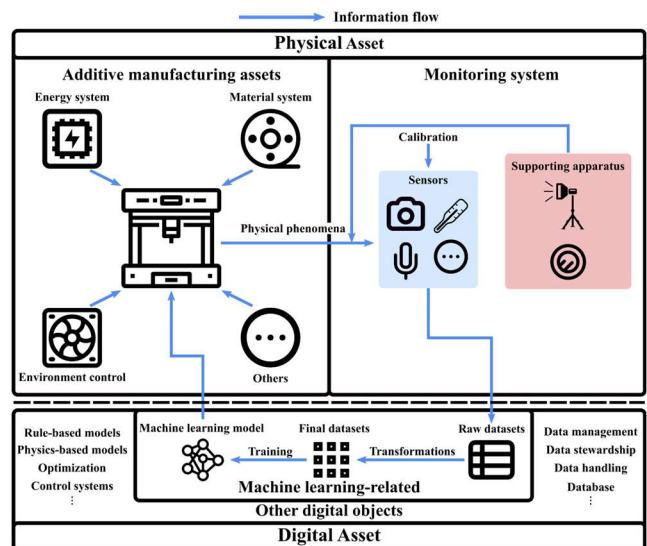 Information flow
Physical Asset
Additive manufacturing assets
Monitoring system
Energy system
Material system
Calibration
Sensors
Supporting apparatus
Physical phenomena
Environment control
Others
Rule-based models
Physics-based models
Optimization
Control systems
⋮
Machine learning model
Final datasets
Raw datasets
Training
Transformations
Machine learning-related
Data management
Data stewardship
Data handling
Database
⋮
Other digital objects
Digital Asset